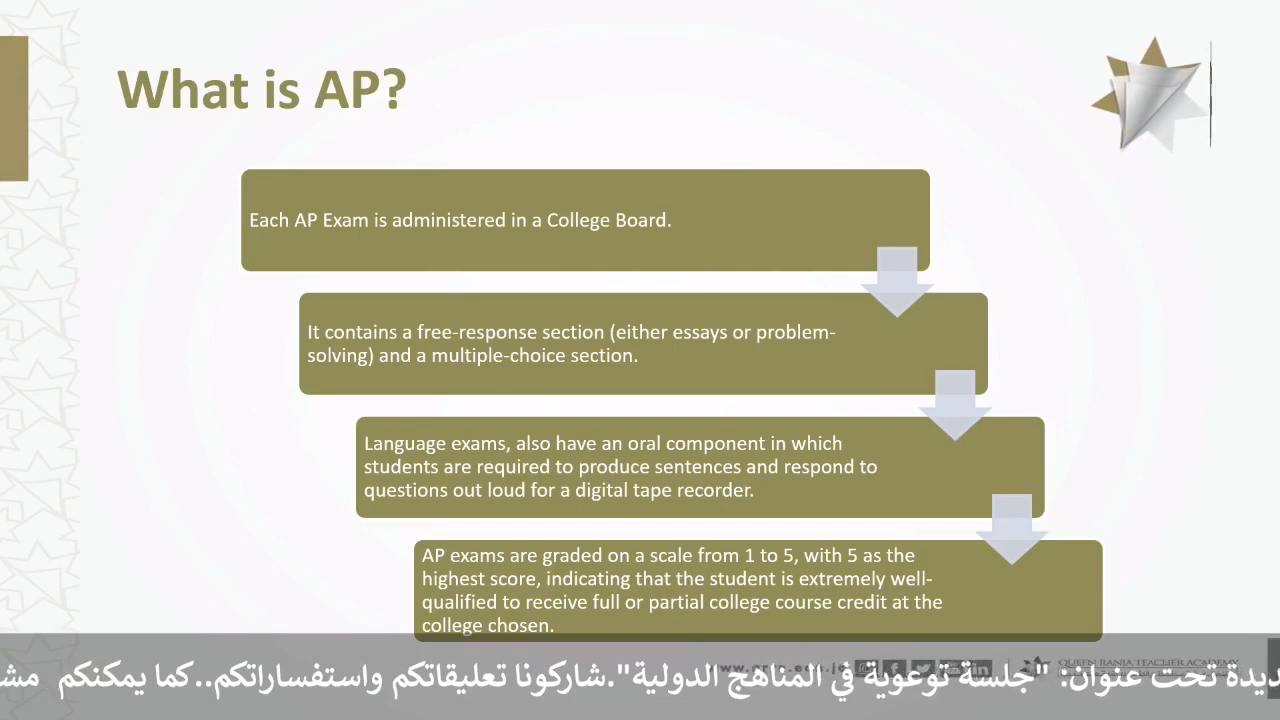 What is AP?
Each AP Exam is administered in a College Board.
It contains a free-response section (either essays or problem-
solving) and a multiple-choice section.
Language exams, also have an oral component in which
students are required to produce sentences and respond to
questions out loud for a digital tape recorder.
AP exams are graded on a scale from 1 to 5, with 5 as the
highest score, indicating that the student is extremely well-
qualified to receive full or partial college course credit at the
college chosen.
QUEEN RANIA TEACHER ACADEMY
تحت عنوان: "جلسة توعوية في المناهج الدولية".شاركونا تعليقاتكم واستفساراتكم..كما يمكنكم